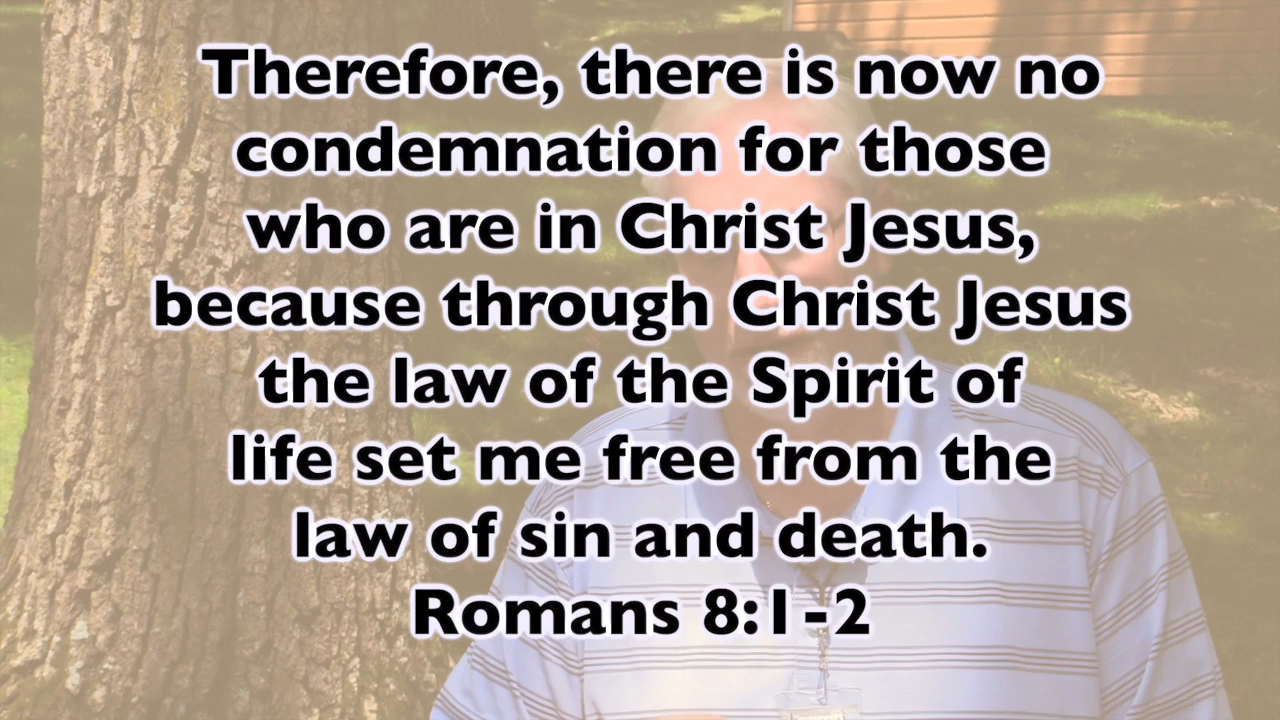 Therefore, there is now no
condemnation for those
who are in Christ Jesus,
because through Christ Jesus
the law of the Spirit of
life set me free from the
law of sin and death.
Romans 8:1-2